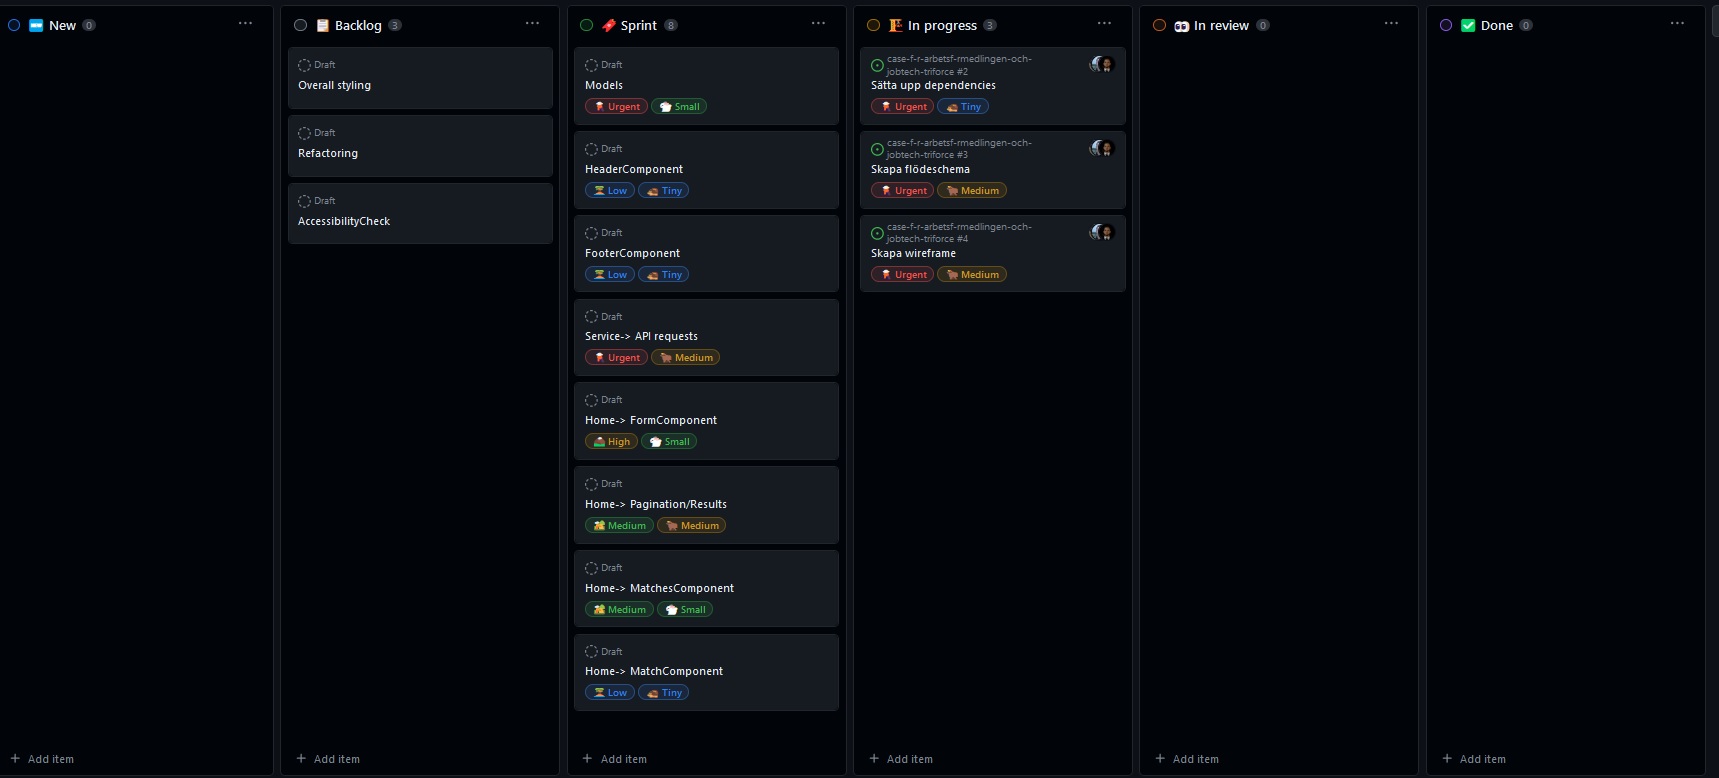 New 0
Backlog 3
Draft
Overall styling
Draft
Refactoring
Draft
AccessibilityCheck
Sprint 8
Draft
Models
Urgent Small
Draft
HeaderComponent
Low Tiny
Draft
FooterComponent
Low Tiny
Draft
Service-> API requests
Urgent Medium
Draft
Home-> FormComponent
High Small
Draft
Home-> Pagination/Results
Medium Medium
Draft
Home-> MatchesComponent
Medium Small
Draft
Home-> MatchComponent
Low Tiny
In progress 3
case-f-r-arbetsf-rmedlingen-och-
jobtech-triforce #2
Sätta upp dependencies
Urgent Tiny
case-f-r-arbetsf-rmedlingen-och-
jobtech-triforce #3
Skapa flödeschema
Urgent Medium
case-f-r-arbetsf-rmedlingen-och-
jobtech-triforce #4
Skapa wireframe
Urgent Medium
In review 0
Done 0
+ Add item
+ Add item
+ Add item
+ Add item
+ Add item
+ Add item